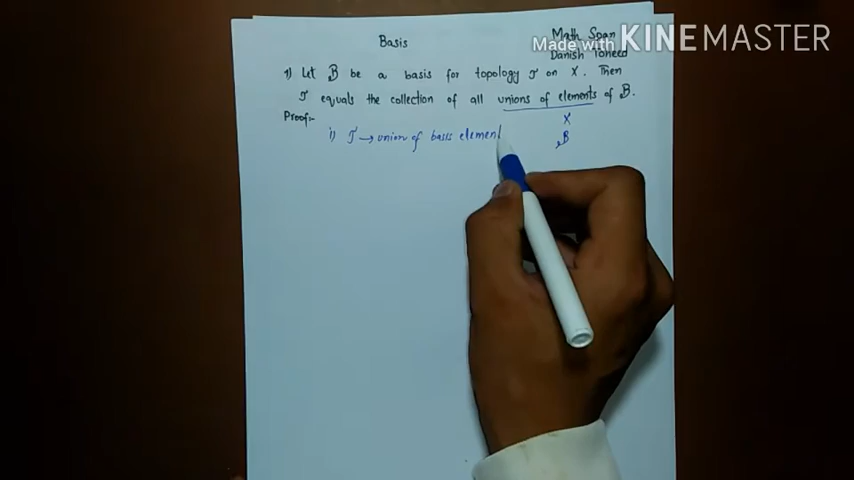 Basis
Math Span
Danish Toheed
Made with KINEMASTER
1) Let B be a basis for topology T on X. Then
T equals the collection of all unions of elements of B.
Proof:-
X
i) T → union of basis element
B